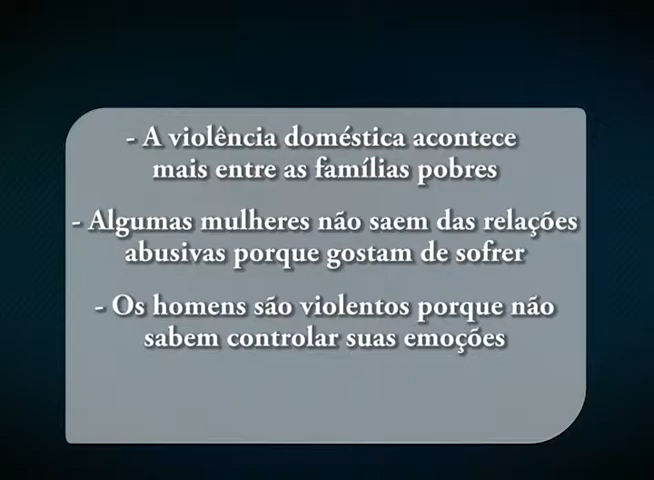 - A violência doméstica acontece
mais entre as famílias pobres
- Algumas mulheres não saem das relações
abusivas porque gostam de sofrer
- Os homens são violentos porque não
sabem controlar suas emoções